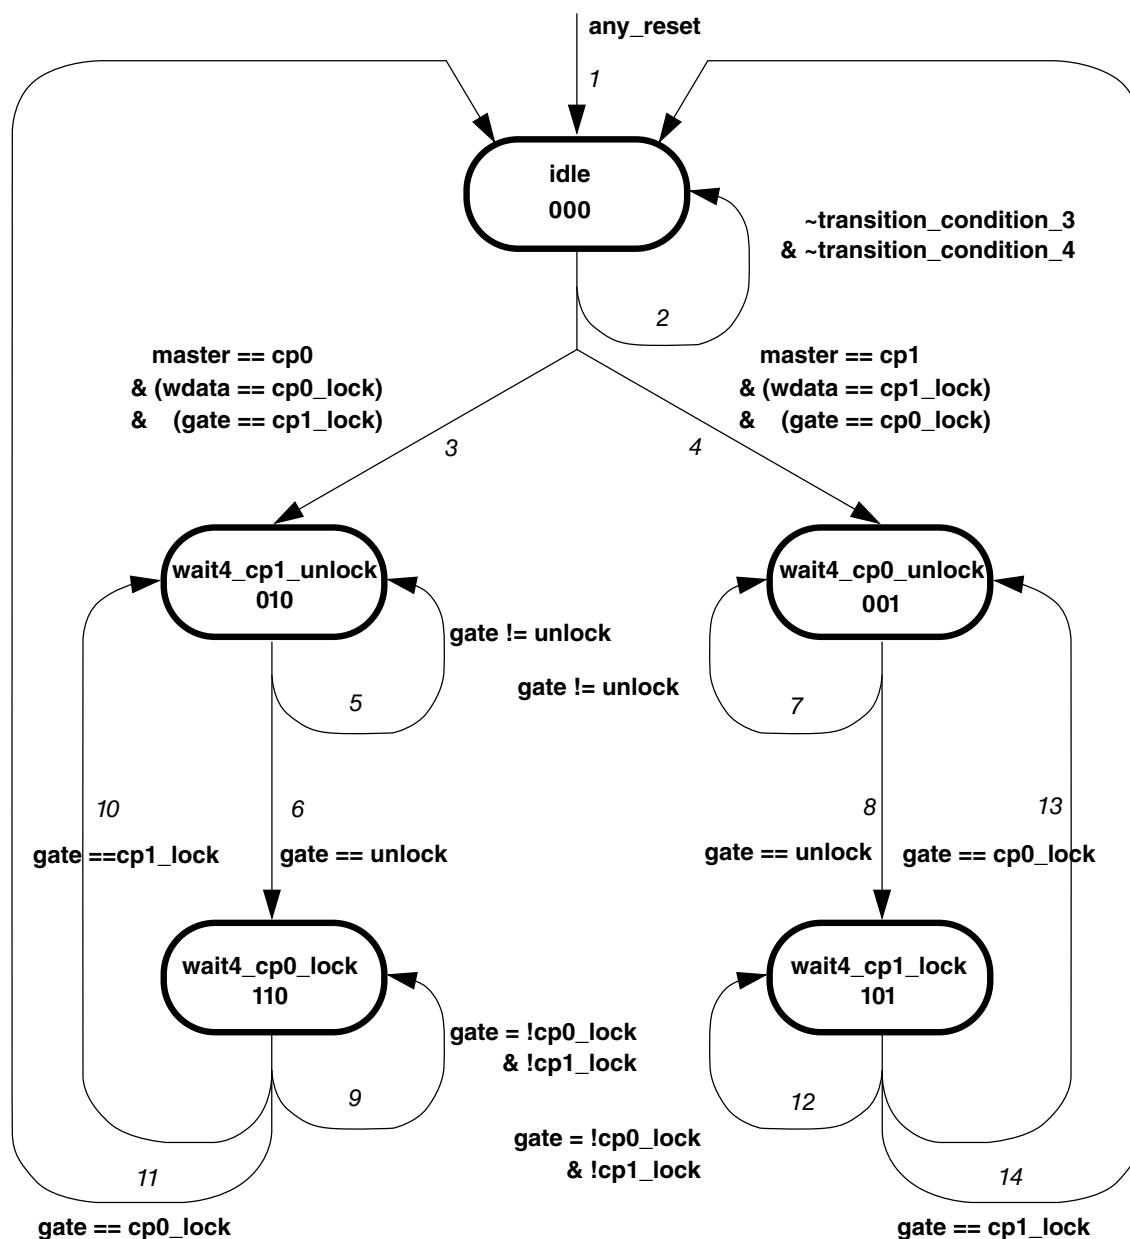 any_reset
1
idle
000
~transition_condition_3
& ~transition_condition_4
2
master == cp0
& (wdata == cp0_lock)
& (gate == cp1_lock)
master == cp1
& (wdata == cp1_lock)
& (gate == cp0_lock)
3
4
wait4_cp1_unlock
010
wait4_cp0_unlock
001
gate != unlock
gate != unlock
5
7
10
6
8
13
gate ==cp1_lock
gate == unlock
gate == unlock
gate == cp0_lock
wait4_cp0_lock
110
wait4_cp1_lock
101
gate = !cp0_lock
& !cp1_lock
9
12
gate = !cp0_lock
& !cp1_lock
11
14
gate == cp0_lock
gate == cp1_lock